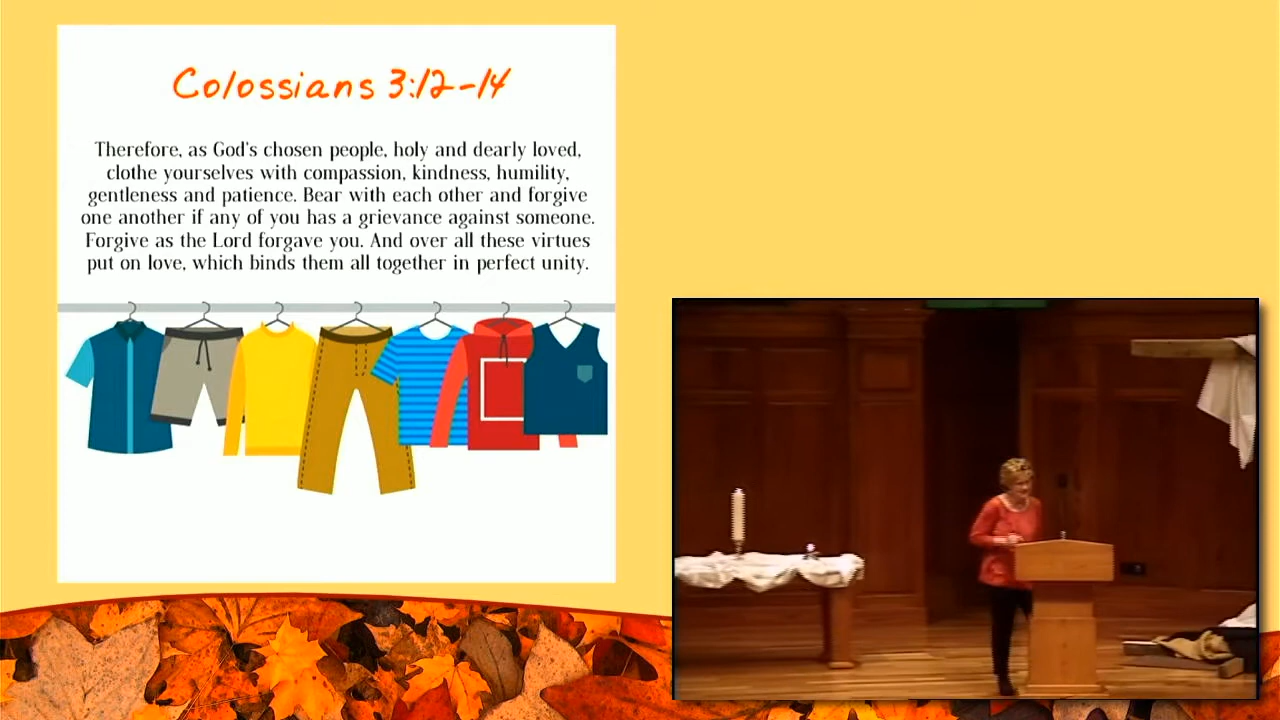 Colossians 3:12-14
Therefore, as God's chosen people, holy and dearly loved,
clothe yourselves with compassion, kindness, humility,
gentleness and patience. Bear with each other and forgive
one another if any of you has a grievance against someone.
Forgive as the Lord forgave you. And over all these virtues
put on love, which binds them all together in perfect unity.